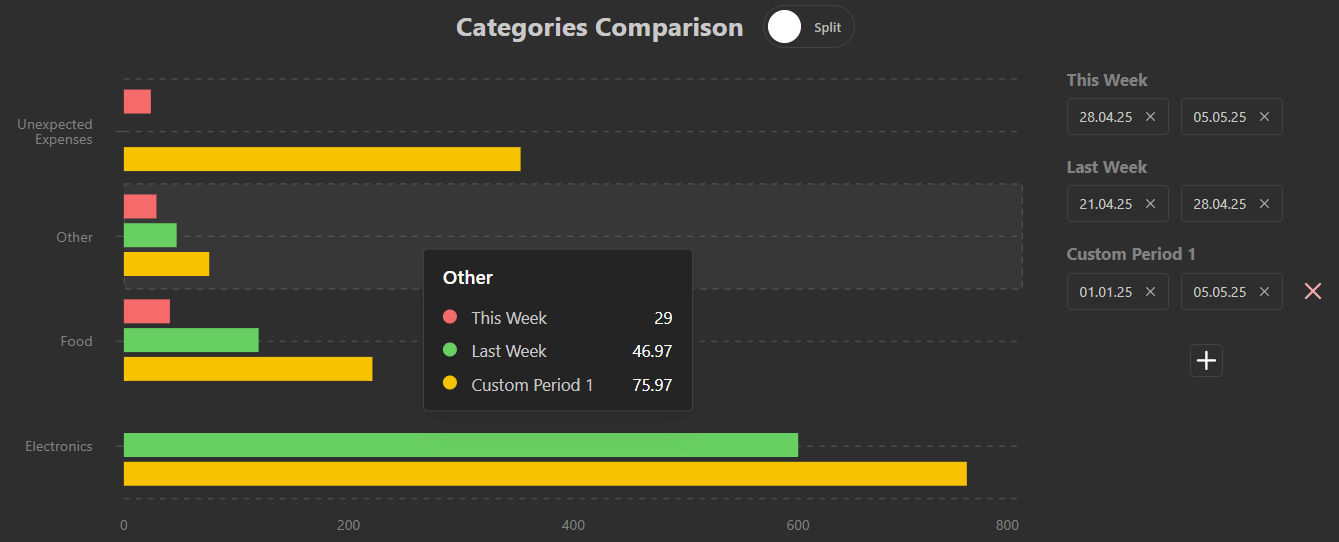 Categories Comparison
Split
This Week
28.04.25 05.05.25
Last Week
21.04.25 28.04.25
Custom Period 1
01.01.25 05.05.25
Unexpected
Expenses
Other
Food
Electronics
Other
This Week 29
Last Week 46.97
Custom Period 1 75.97
0 200 400 600 800